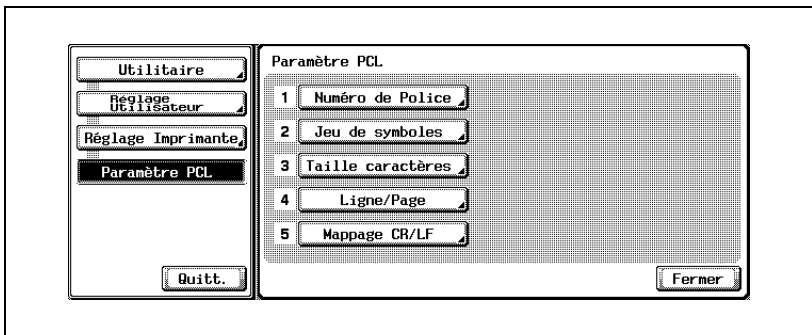 Utilitaire
Réglage
Utilisateur
Réglage Imprimante
Paramètre PCL
Quitt.
Paramètre PCL
1 Numéro de Police
2 Jeu de symboles
3 Taille caractères
4 Ligne/Page
5 Mappage CR/LF
Fermer